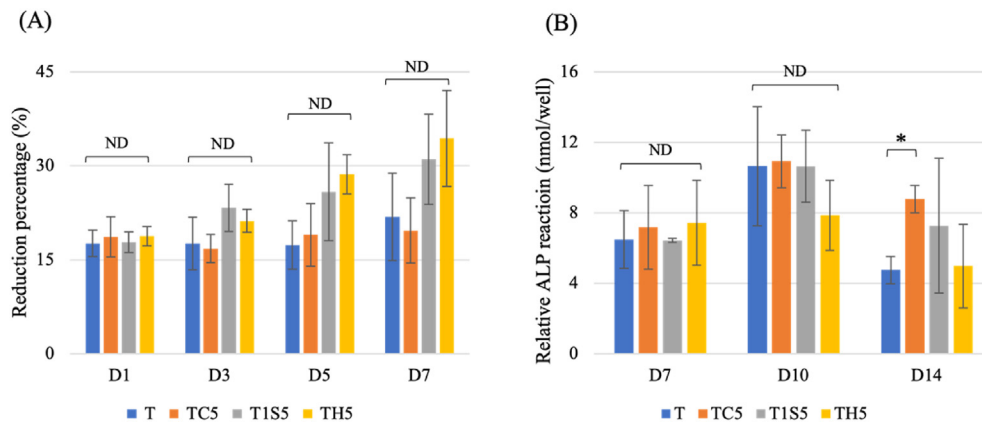 (A)
Reduction percentage (%)
45
30
15
0
ND
ND
ND
ND
D1 D3 D5 D7
T TC5 T1S5 TH5
(B)
Relative ALP reactioin (nmol/well)
16
12
8
4
0
ND
ND
*
D7 D10 D14
T TC5 T1S5 TH5